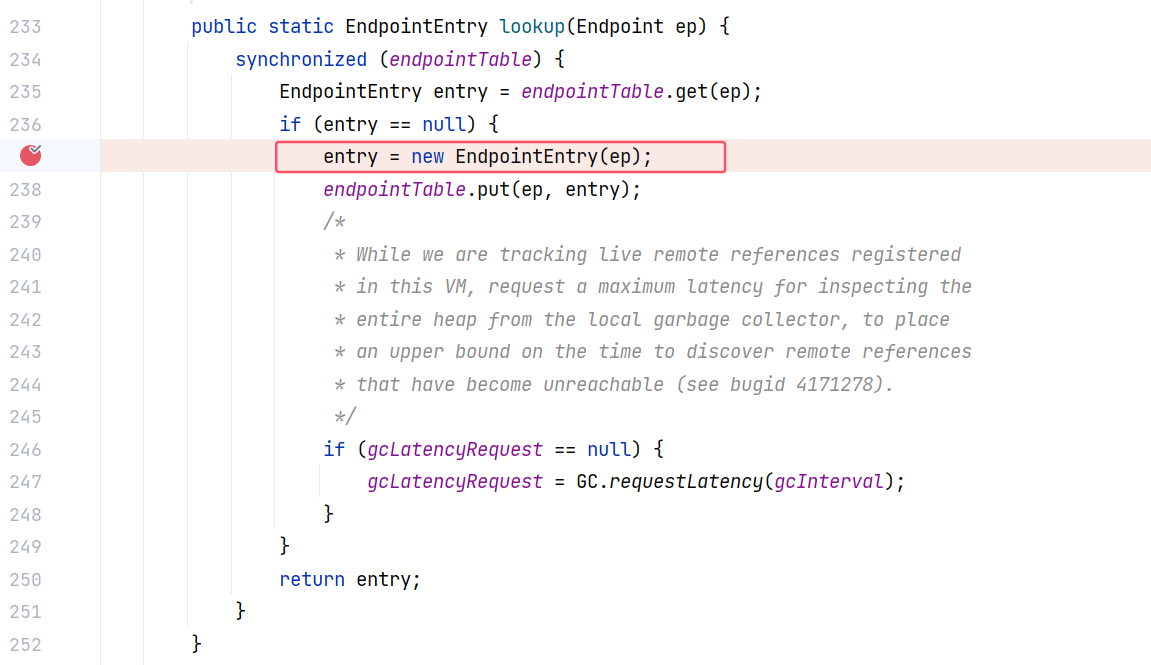 233 public static EndpointEntry lookup(Endpoint ep) {
234 synchronized (endpointTable) {
235 EndpointEntry entry = endpointTable.get(ep);
236 if (entry == null) {
entry = new EndpointEntry(ep);
238 endpointTable.put(ep, entry);
239 /*
240 * While we are tracking live remote references registered
241 * in this VM, request a maximum latency for inspecting the
242 * entire heap from the local garbage collector, to place
243 * an upper bound on the time to discover remote references
244 * that have become unreachable (see bugid 4171278).
245 */
246 if (gcLatencyRequest == null) {
247 gcLatencyRequest = GC.requestLatency(gcInterval);
248 }
249 }
250 return entry;
251 }
252 }